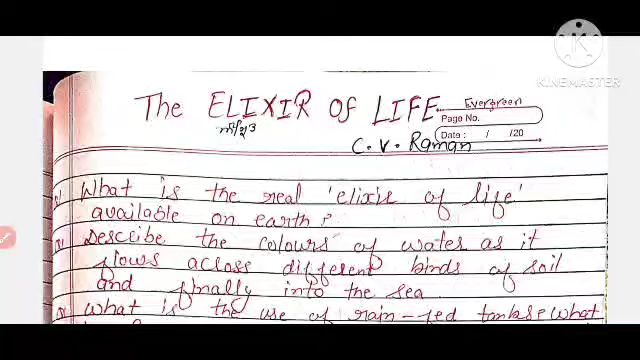 KINEMASTER
The ELIXIR OF LIFE Evergreen
Page No.
Date: / /20
C. V. Raman
What is the real 'elixir of life'
available on earth?
Describe the colours of water as it
flows across different kinds of soil
and finally into the sea.
What is the use of rain-fed tanks? What